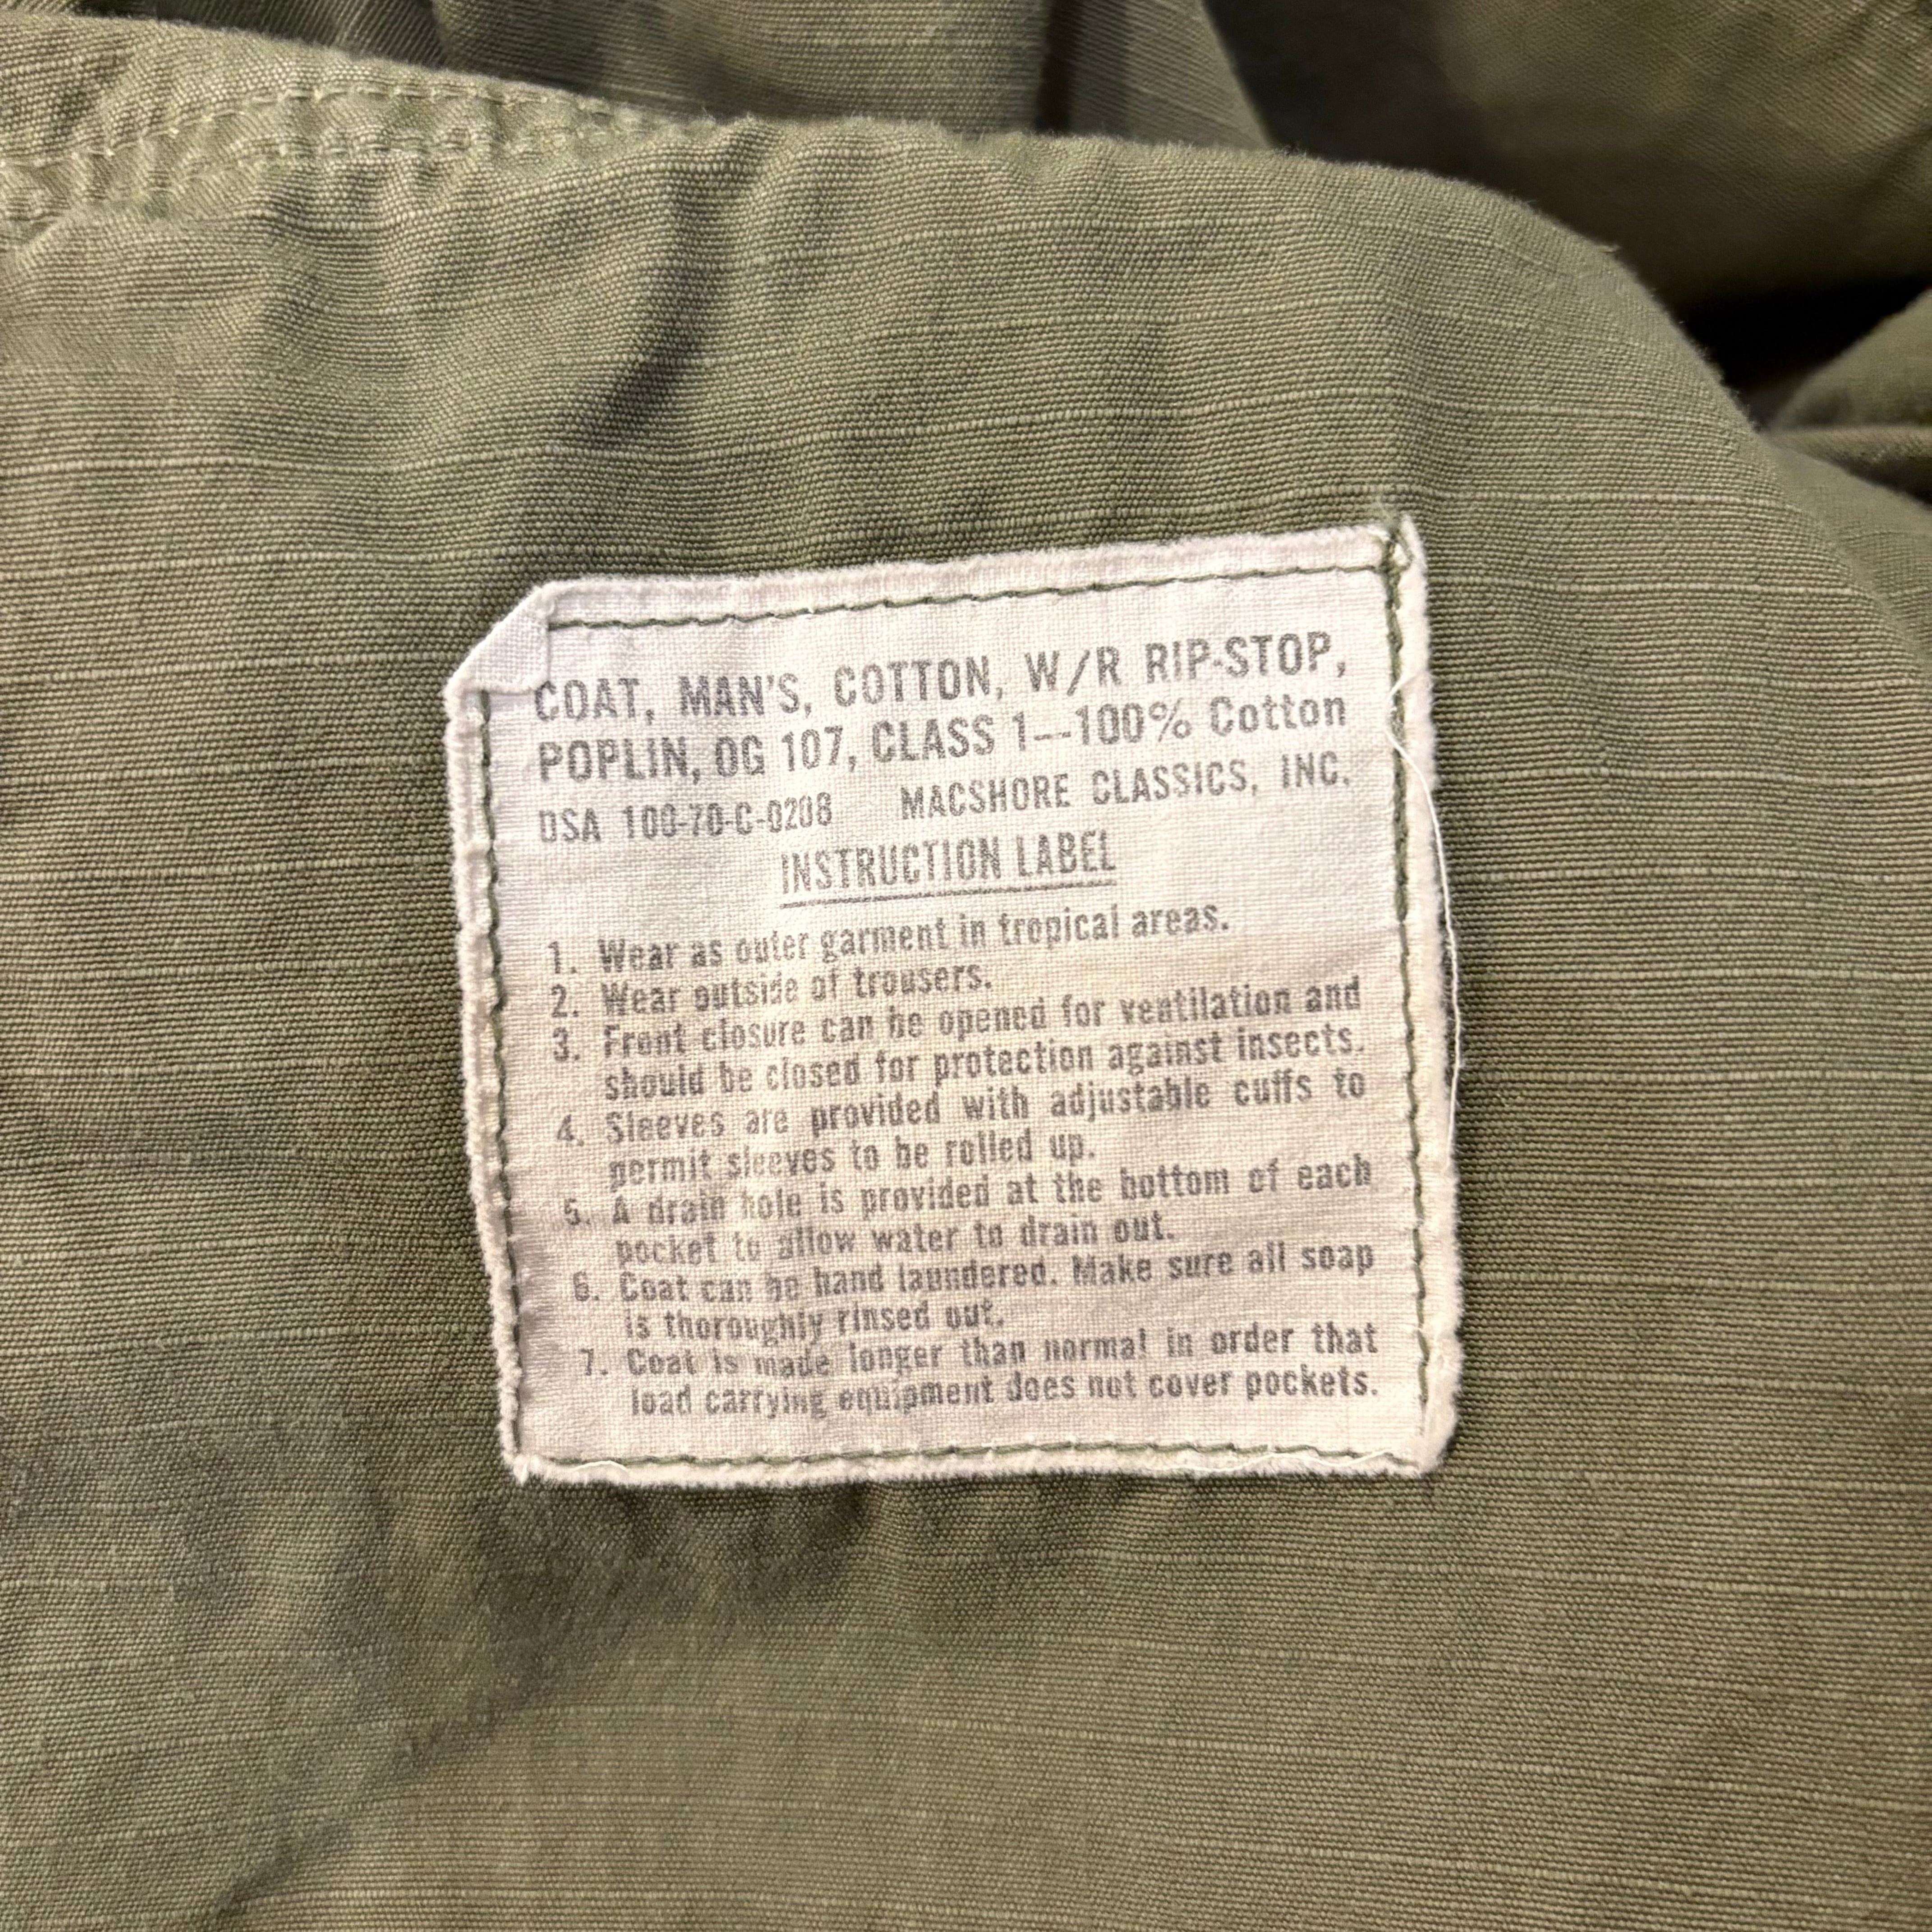 COAT, MAN'S, COTTON, W/R RIP-STOP,
POPLIN, OG 107, CLASS 1--100% Cotton
DSA 100-70-C-0208 MACSHORE CLASSICS, INC.
INSTRUCTION LABEL
1. Wear as outer garment in tropical areas.
2. Wear outside of trousers.
3. Front closure can be opened for ventilation and
should be closed for protection against insects.
4. Sleeves are provided with adjustable cuffs to
permit sleeves to be rolled up.
5. A drain hole is provided at the bottom of each
pocket to allow water to drain out.
6. Coat can be hand laundered. Make sure all soap
is thoroughly rinsed out.
7. Coat is made longer than normal in order that
load carrying equipment does not cover pockets.